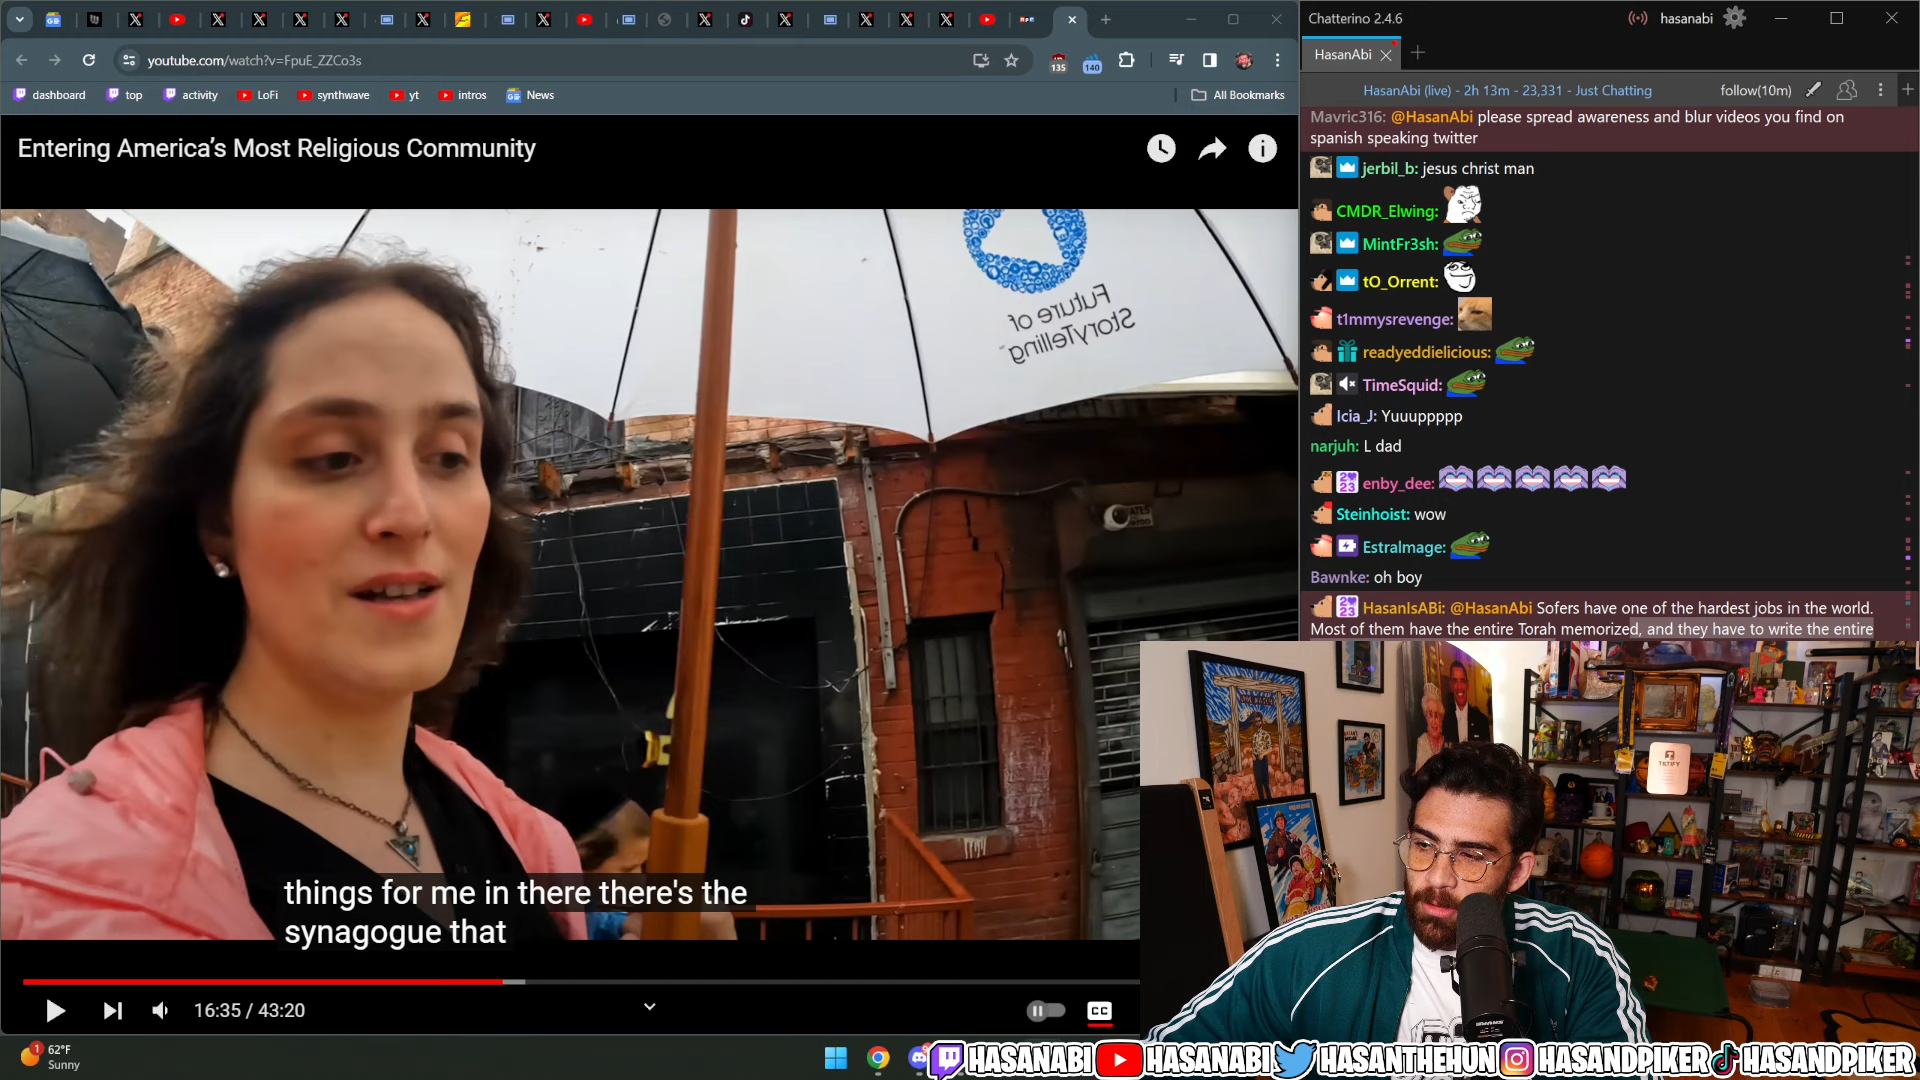 youtube.com/watch?v=FpuE_ZZCo3s
135
140
dashboard
top
activity
LoFi
synthwave
yt
intros
News
All Bookmarks
Entering America's Most Religious Community
Future of
StoryTelling
things for me in there there's the
synagogue that
16:35 / 43:20
CC
1
62°F
Sunny
Chatterino 2.4.6
hasanabi
HasanAbi
HasanAbi (live) - 2h 13m - 23,331 - Just Chatting
follow(10m)
Mavric316: @HasanAbi please spread awareness and blur videos you find on
spanish speaking twitter
jerbil_b: jesus christ man
CMDR_Elwing:
MintFr3sh:
tO_Orrent:
t1mmysrevenge:
readyeddielicious:
TimeSquid:
Icia_J: Yuuuppppp
narjuh: L dad
enby_dee:
Steinhoist: wow
EstraImage:
Bawnke: oh boy
HasanIsABi: @HasanAbi Sofers have one of the hardest jobs in the world.
Most of them have the entire Torah memorized, and they have to write the entire
TILTIFY
HASANABI HASANABI HASANTHEHUN HASANDPIKER HASANDPIKER